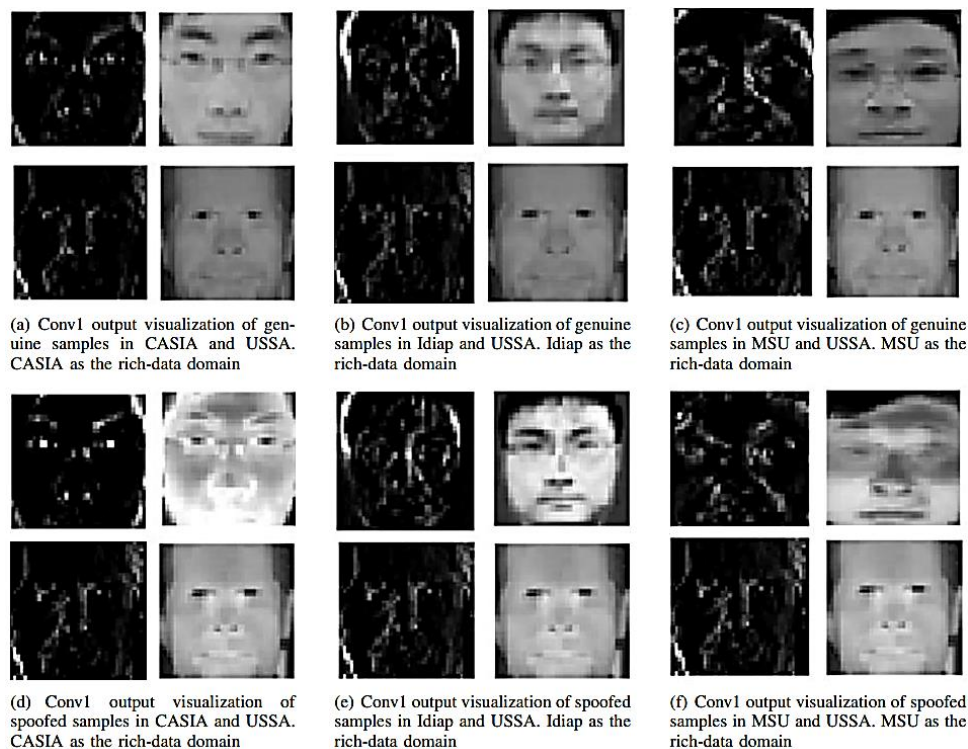 (a) Conv1 output visualization of gen-
uine samples in CASIA and USSA.
CASIA as the rich-data domain
(b) Conv1 output visualization of genuine
samples in Idiap and USSA. Idiap as the
rich-data domain
(c) Conv1 output visualization of genuine
samples in MSU and USSA. MSU as the
rich-data domain
(d) Conv1 output visualization of
spoofed samples in CASIA and USSA.
CASIA as the rich-data domain
(e) Conv1 output visualization of spoofed
samples in Idiap and USSA. Idiap as the
rich-data domain
(f) Conv1 output visualization of spoofed
samples in MSU and USSA. MSU as the
rich-data domain